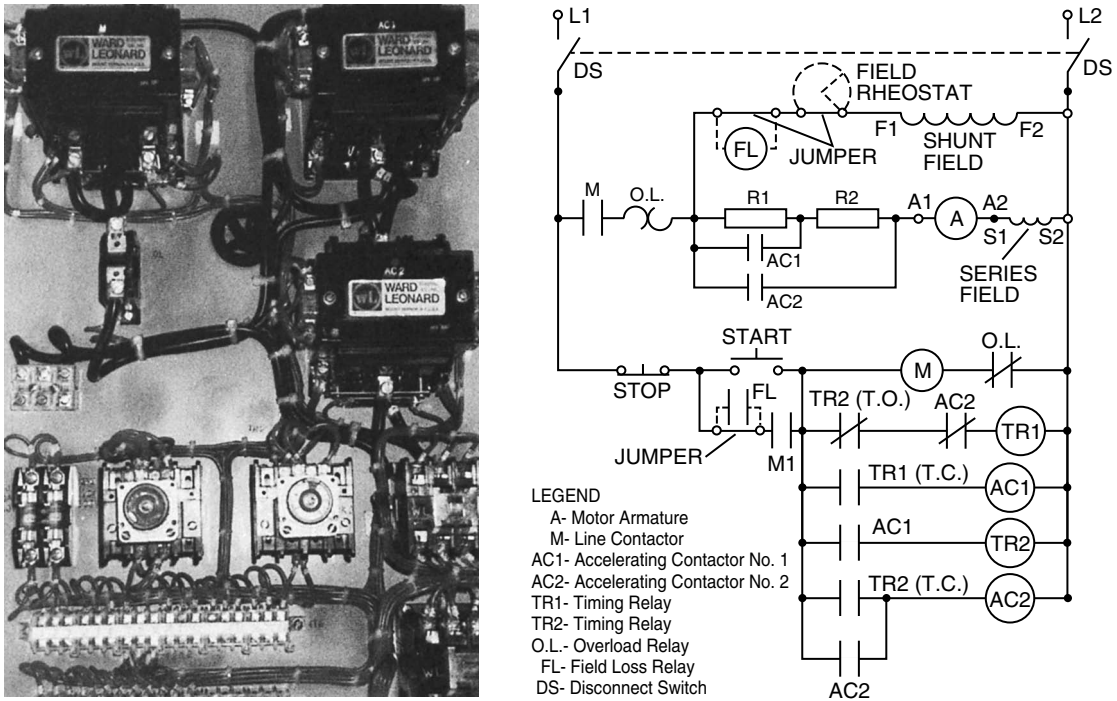 M
WARD
LEONARD
AC1
WARD
LEONARD
AC2
WARD
LEONARD
L1
L2
DS
DS
FIELD
RHEOSTAT
FL
JUMPER
F1
SHUNT
FIELD
F2
M
O.L.
R1
R2
A1
A
A2
S1
S2
AC1
AC2
SERIES
FIELD
START
STOP
M
O.L.
FL
TR2 (T.O.)
AC2
TR1
JUMPER
M1
TR1 (T.C.)
AC1
AC1
TR2
TR2 (T.C.)
AC2
AC2
LEGEND
A- Motor Armature
M- Line Contactor
AC1- Accelerating Contactor No. 1
AC2- Accelerating Contactor No. 2
TR1- Timing Relay
TR2- Timing Relay
O.L.- Overload Relay
FL- Field Loss Relay
DS- Disconnect Switch